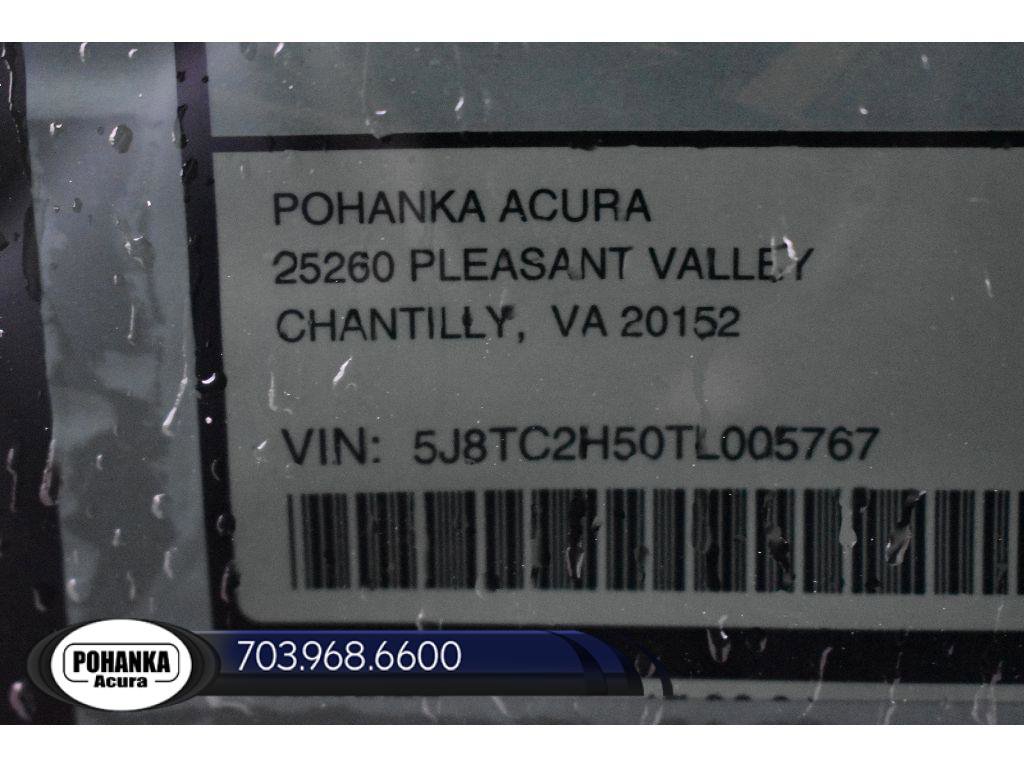 POHANKA ACURA
25260 PLEASANT VALLEY
CHANTILLY, VA 20152
VIN: 5J8TC2H50TL005767
703.968.6600
POHANKA
Acura